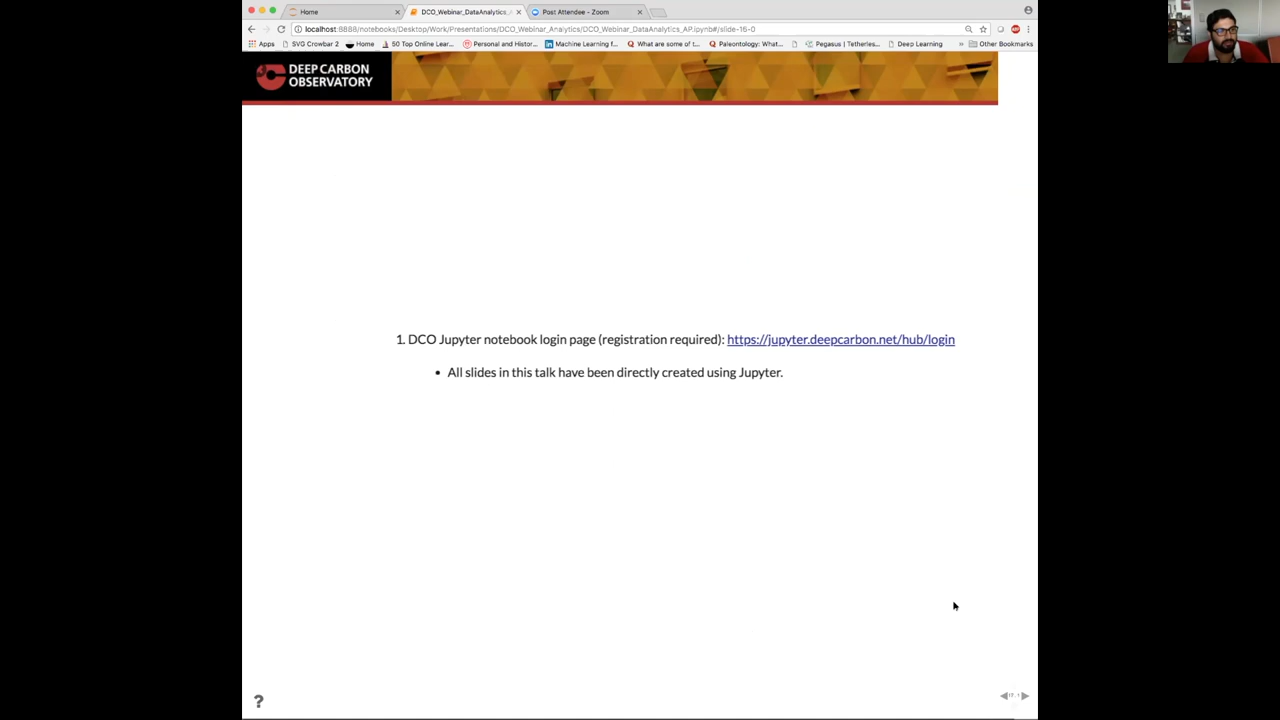 Home
DCO_Webinar_DataAnalytics_A
Post Attendee - Zoom
localhost:8888/notebooks/Desktop/Work/Presentations/DCO_Webinar_Analytics/DCO_Webinar_DataAnalytics_AP.ipynb#/slide-15-0
Apps SVG Crowbar 2 Home 50 Top Online Lear... Personal and Histor... Machine Learning f... What are some of t... Paleontology: What... Pegasus | Tetheries... Deep Learning » Other Bookmarks
DEEP CARBON
OBSERVATORY
1. DCO Jupyter notebook login page (registration required): https://jupyter.deepcarbon.net/hub/login
• All slides in this talk have been directly created using Jupyter.
?